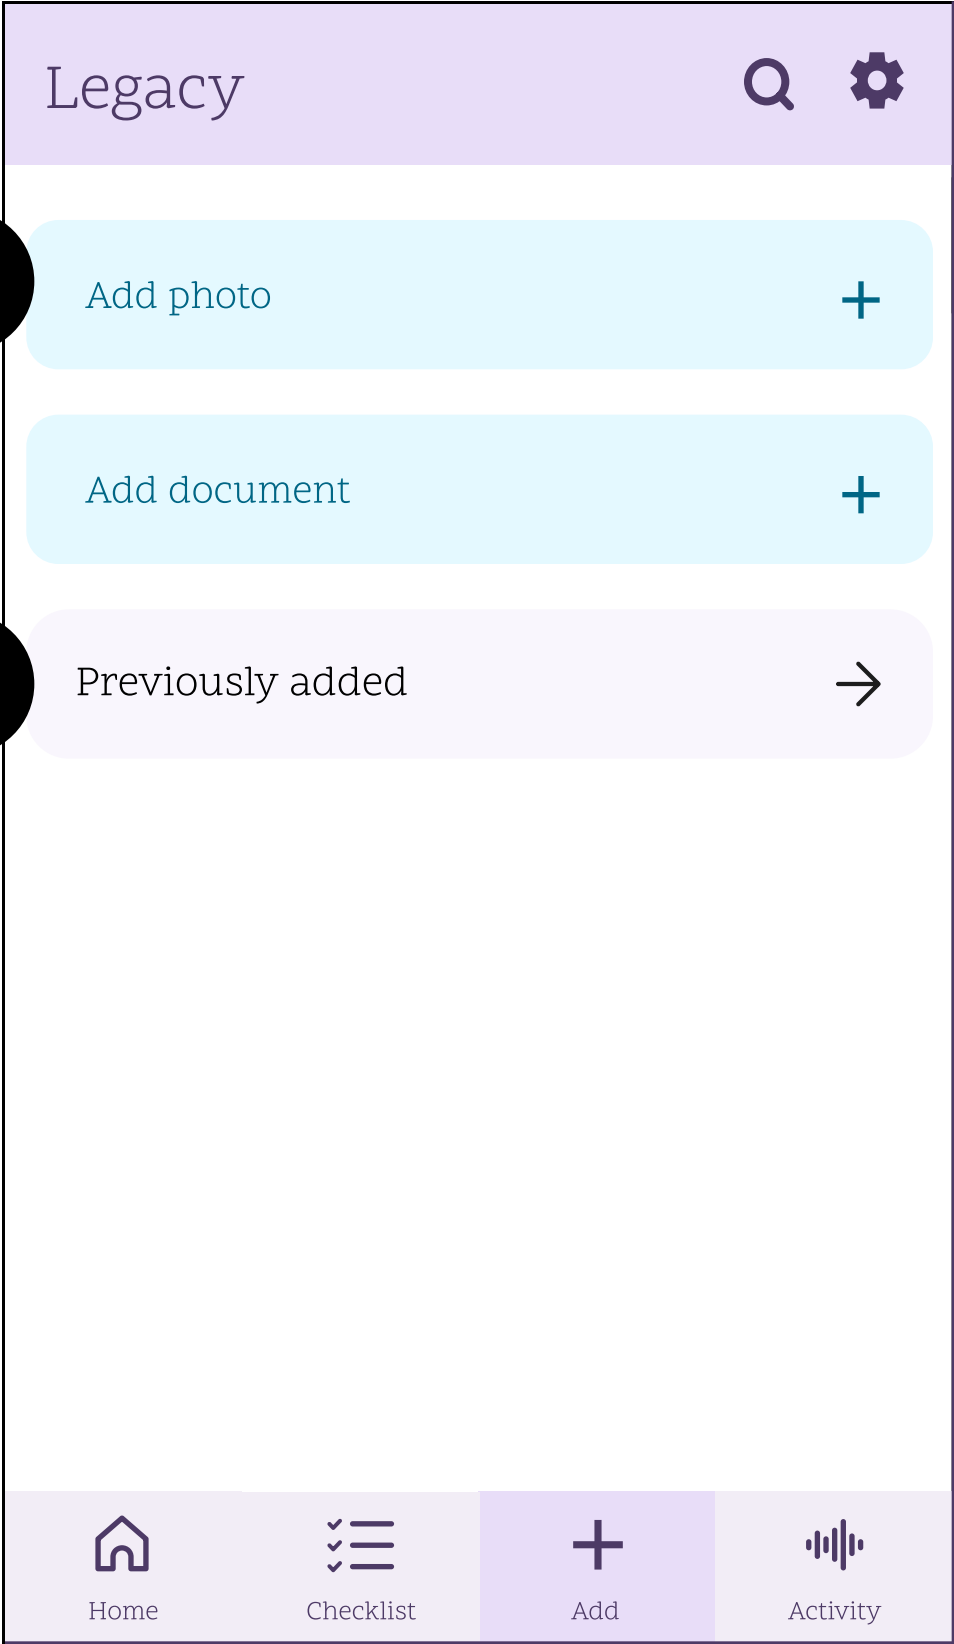 Legacy
Add photo
Add document
Previously added
Home
Checklist
Add
Activity